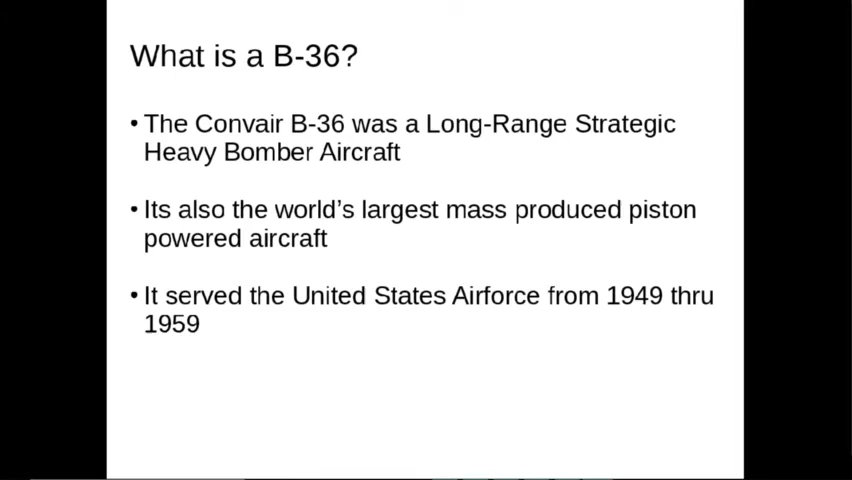 What is a B-36?
• The Convair B-36 was a Long-Range Strategic
Heavy Bomber Aircraft
• Its also the world’s largest mass produced piston
powered aircraft
• It served the United States Airforce from 1949 thru
1959